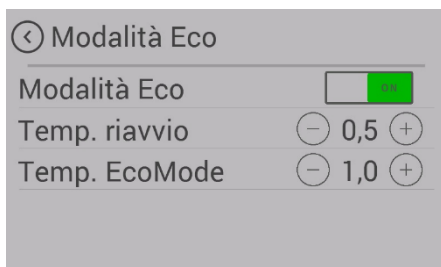 Modalità Eco
Modalità Eco ON
Temp. riavvio - 0,5 +
Temp. EcoMode - 1,0 +